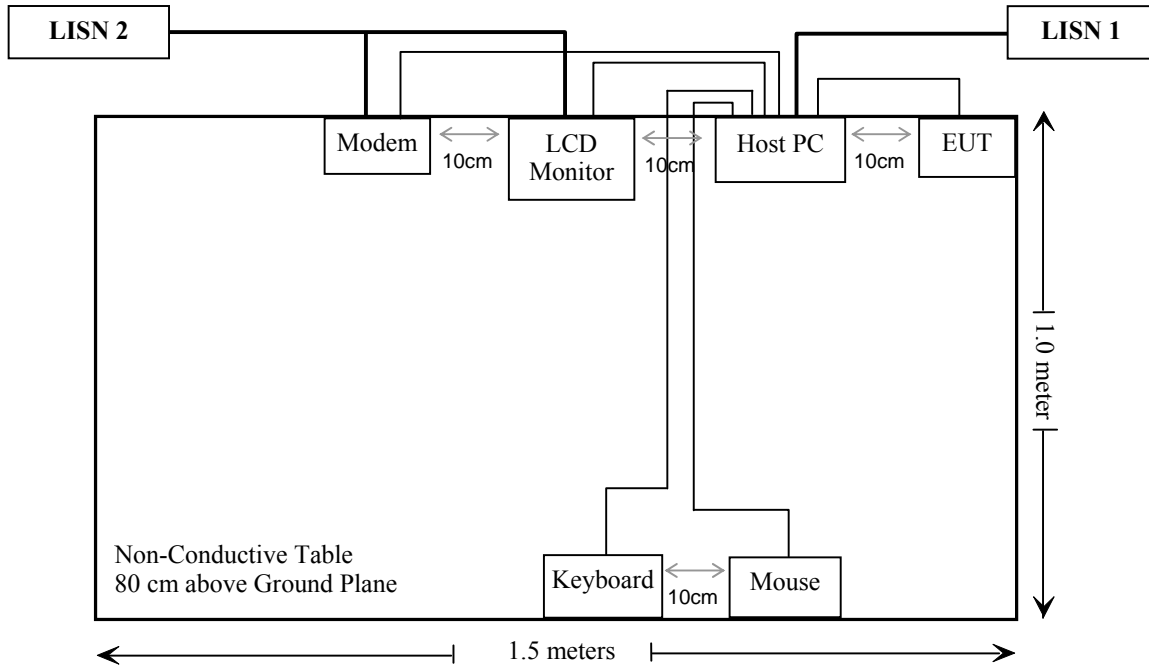 LISN 2
LISN 1
Modem
10cm
LCD
Monitor
10cm
Host PC
10cm
EUT
1.0 meter
Non-Conductive Table
80 cm above Ground Plane
Keyboard
10cm
Mouse
1.5 meters